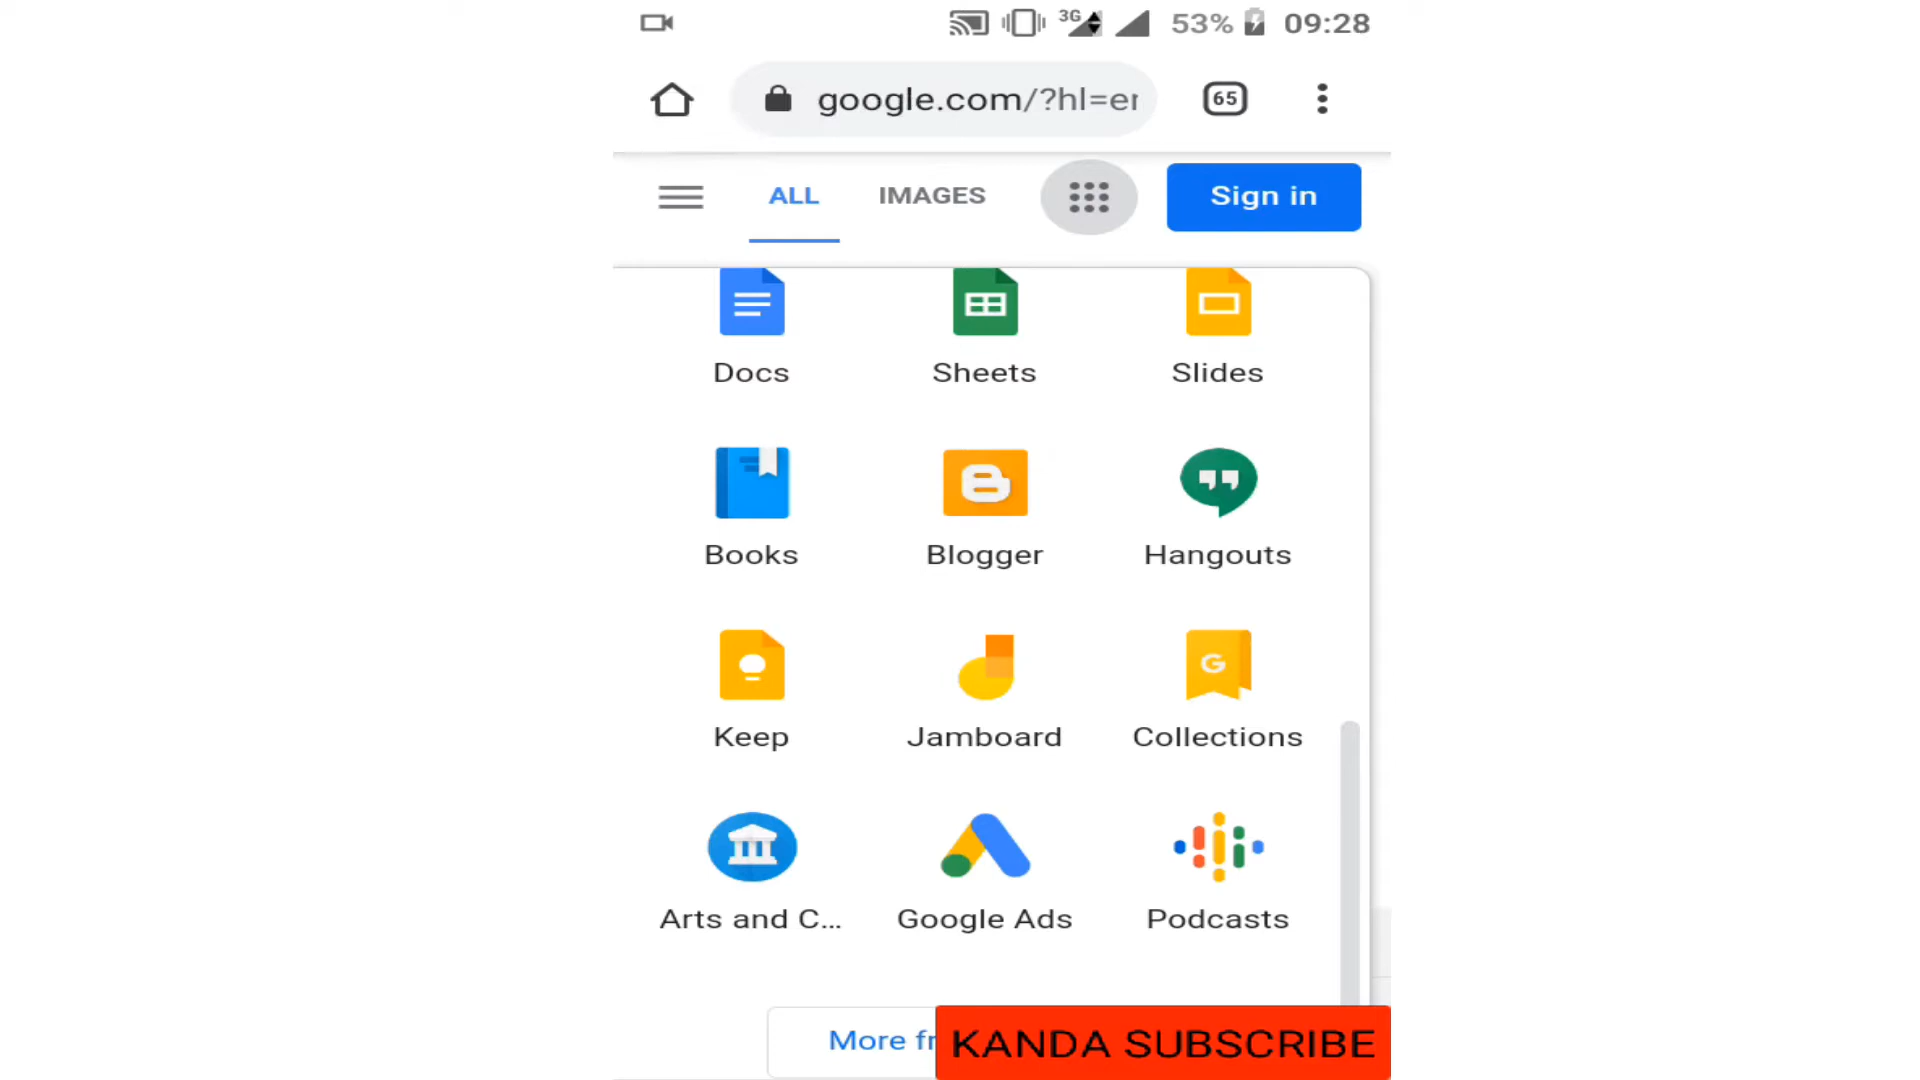 3G 53% 09:28
google.com/?hl=en 65
ALL IMAGES Sign in
Docs Sheets Slides
Books Blogger Hangouts
Keep Jamboard Collections
Arts and C... Google Ads Podcasts
More fr KANDA SUBSCRIBE